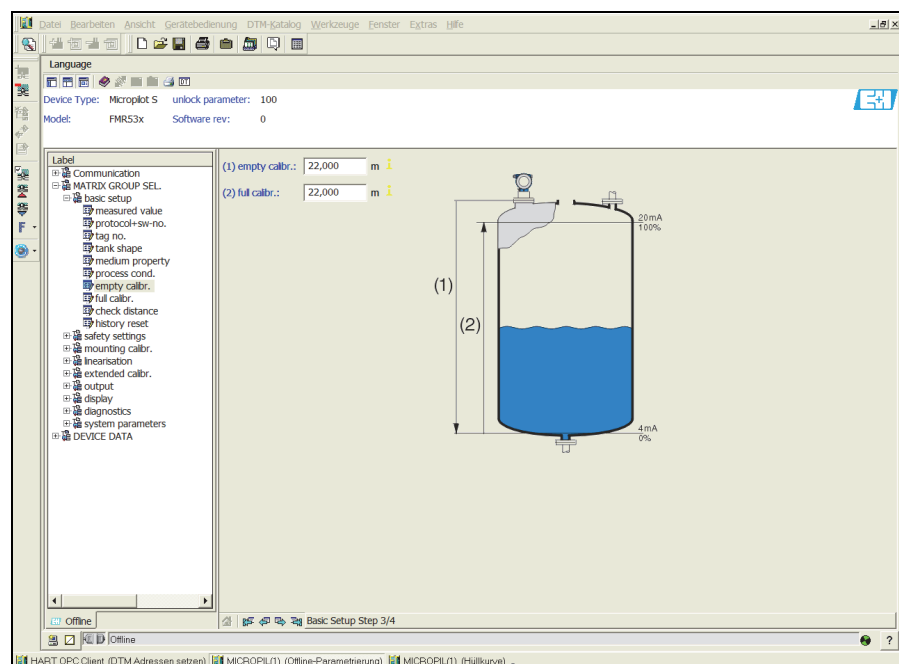 Datei Bearbeiten Ansicht Gerätebedienung DTM-Katalog Werkzeuge Fenster Extras Hilfe
Language
Device Type: Micropilot S unlock parameter: 100
Model: FMR53x Software rev: 0
E+H
Label
Communication
MATRIX GROUP SEL.
basic setup
measured value
protocol+sw-no.
tag no.
tank shape
medium property
process cond.
empty calibr.
full calibr.
check distance
history reset
safety settings
mounting calibr.
linearisation
extended calibr.
output
display
diagnostics
system parameters
DEVICE DATA
(1) empty calibr.: 22,000 m
(2) full calibr.: 22,000 m
20mA
100%
(1)
(2)
4mA
0%
F
Offline
Basic Setup Step 3/4
Offline
?
HART OPC Client (DTM Adressen setzen) MICROPIL(1) (Offline-Parametrierung) MICROPIL(1) (Hüllkurve)